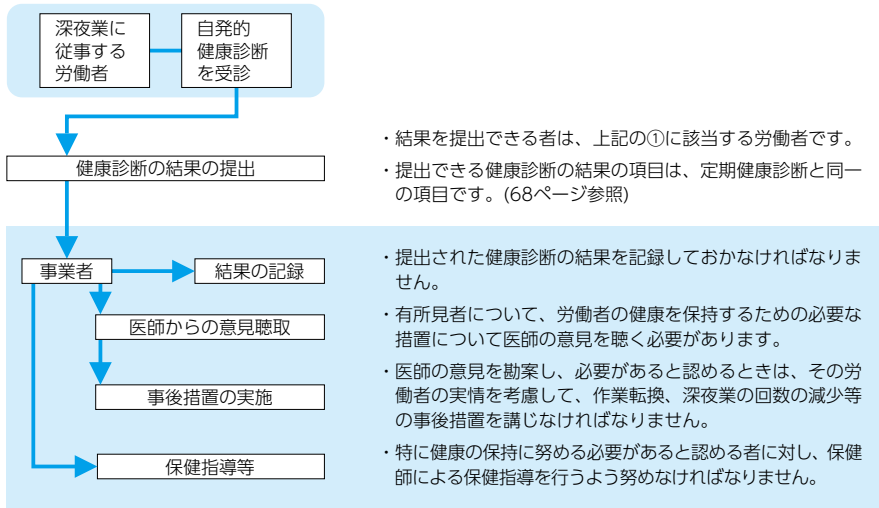 深夜業に
従事する
労働者
自発的
健康診断
を受診
健康診断の結果の提出
・結果を提出できる者は、上記の①に該当する労働者です。
・提出できる健康診断の結果の項目は、定期健康診断と同一
の項目です。(68ページ参照)
事業者
結果の記録
医師からの意見聴取
事後措置の実施
保健指導等
・提出された健康診断の結果を記録しておかなければなりま
せん。
・有所見者について、労働者の健康を保持するための必要な
措置について医師の意見を聴く必要があります。
・医師の意見を勘案し、必要があると認めるときは、その労
働者の実情を考慮して、作業転換、深夜業の回数の減少等
の事後措置を講じなければなりません。
・特に健康の保持に努める必要があると認める者に対し、保健
師による保健指導を行うよう努めなければなりません。